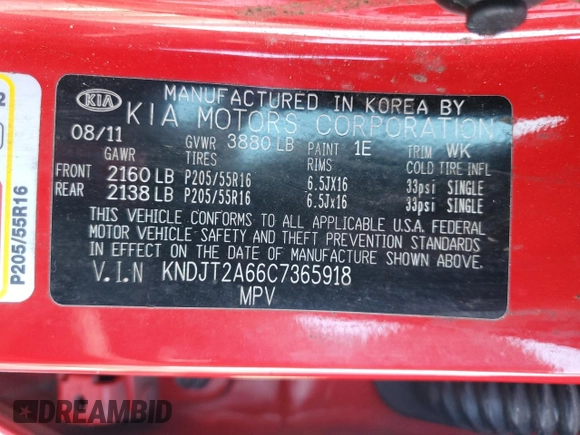 KIA
MANUFACTURED IN KOREA BY
KIA MOTORS CORPORATION
08/11 GVWR 3880 LB PAINT 1E TRIM WK
GAWR TIRES RIMS COLD TIRE INFL
FRONT 2160 LB P205/55R16 6.5Jx16 33psi SINGLE
REAR 2138 LB P205/55R16 6.5Jx16 33psi SINGLE
THIS VEHICLE CONFORMS TO ALL APPLICABLE U.S.A. FEDERAL
MOTOR VEHICLE SAFETY AND THEFT PREVENTION STANDARDS
IN EFFECT ON THE DATE OF MANUFACTURE SHOWN ABOVE.
V.I.N KNDJT2A66C7365918
MPV
P205/55R16
DREAMBID